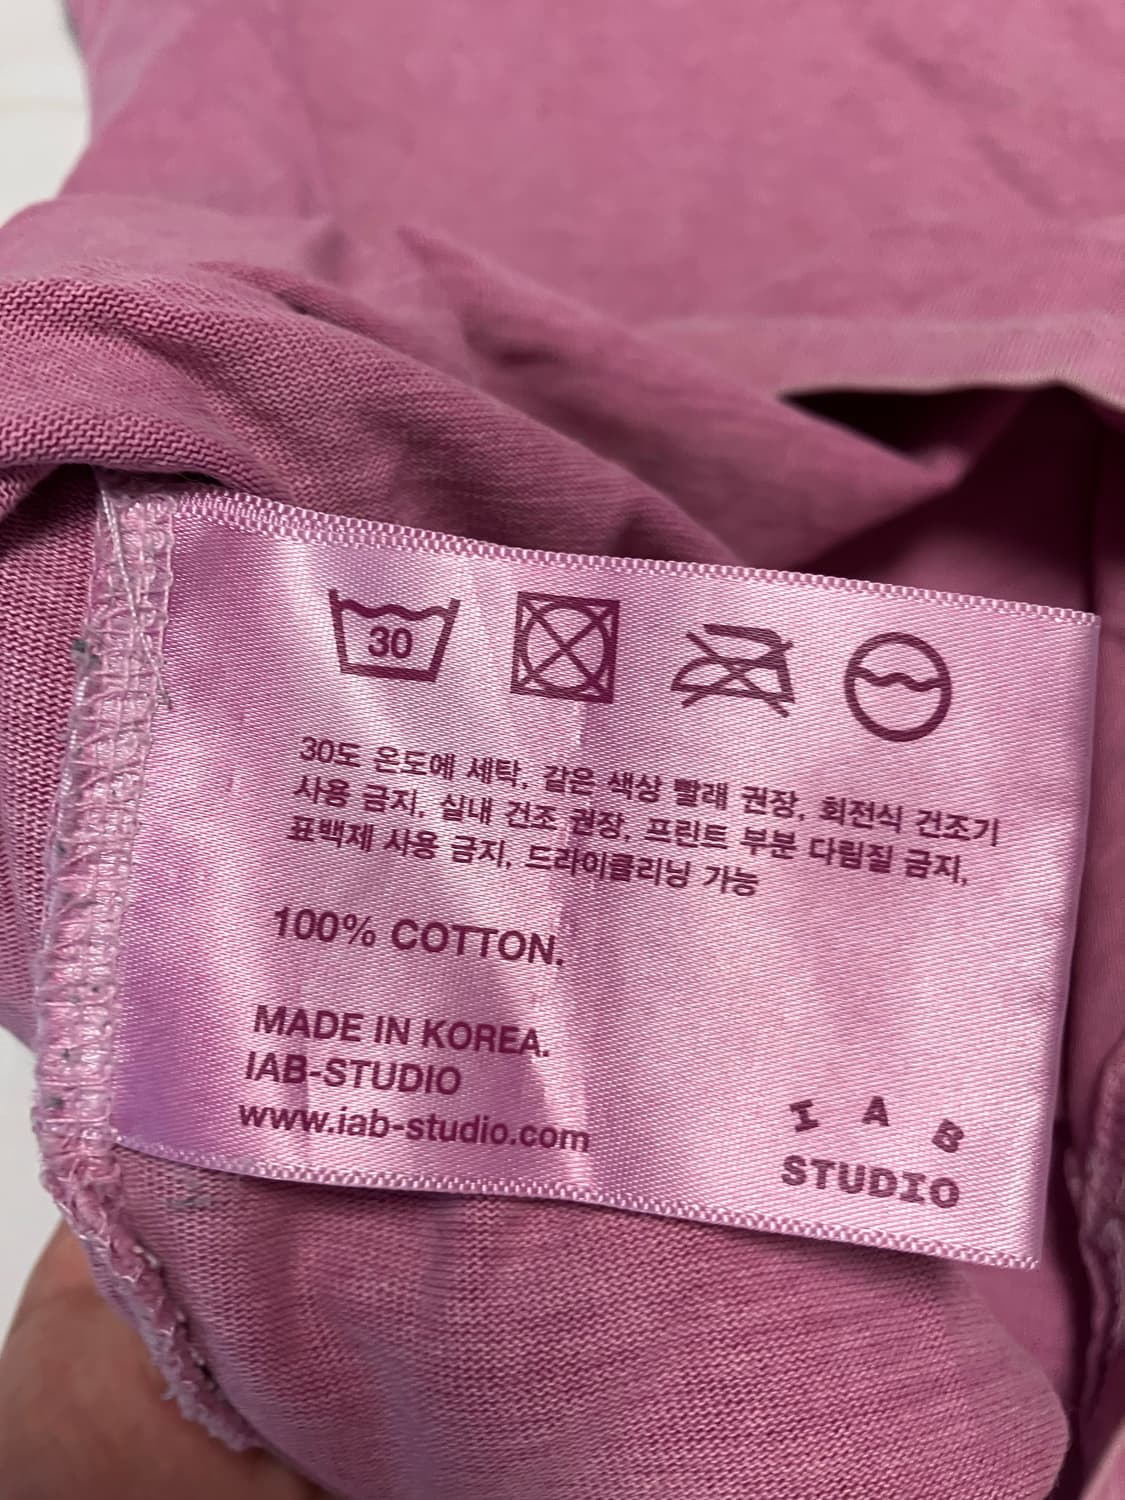 30
30도 온도에 세탁, 같은 색상 빨래 권장, 회전식 건조기
사용 금지, 실내 건조 권장, 프린트 부분 다림질 금지,
표백제 사용 금지, 드라이클리닝 가능
100% COTTON.
MADE IN KOREA.
IAB-STUDIO
www.iab-studio.com
I A B
STUDIO